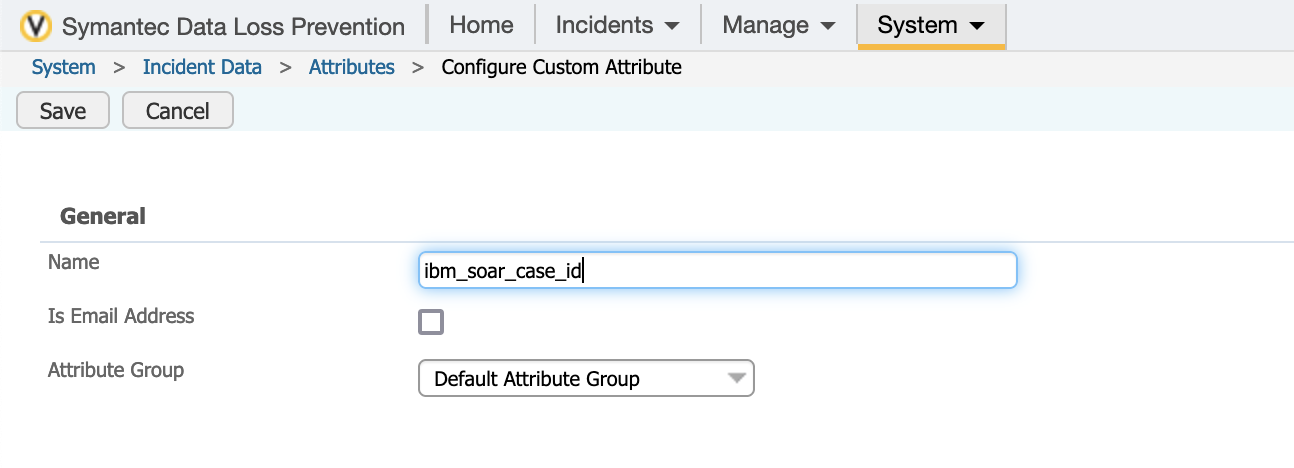 Symantec Data Loss Prevention Home Incidents Manage System
System > Incident Data > Attributes > Configure Custom Attribute
Save Cancel
General
Name ibm_soar_case_id
Is Email Address
Attribute Group Default Attribute Group